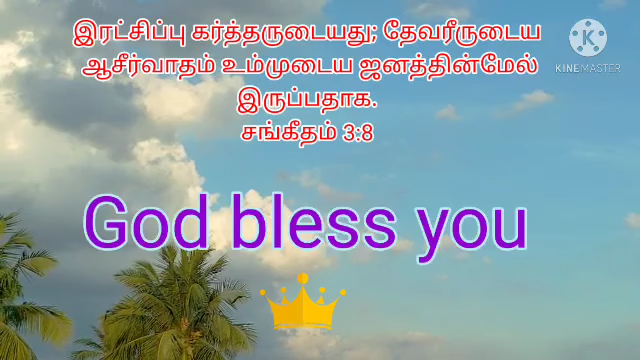 இரட்சிப்பு கர்த்தருடையது; தேவரீருடைய
ஆசீர்வாதம் உம்முடைய ஜனத்தின்மேல்
இருப்பதாக.
சங்கீதம் 3:8
God bless you
K
KINEMASTER